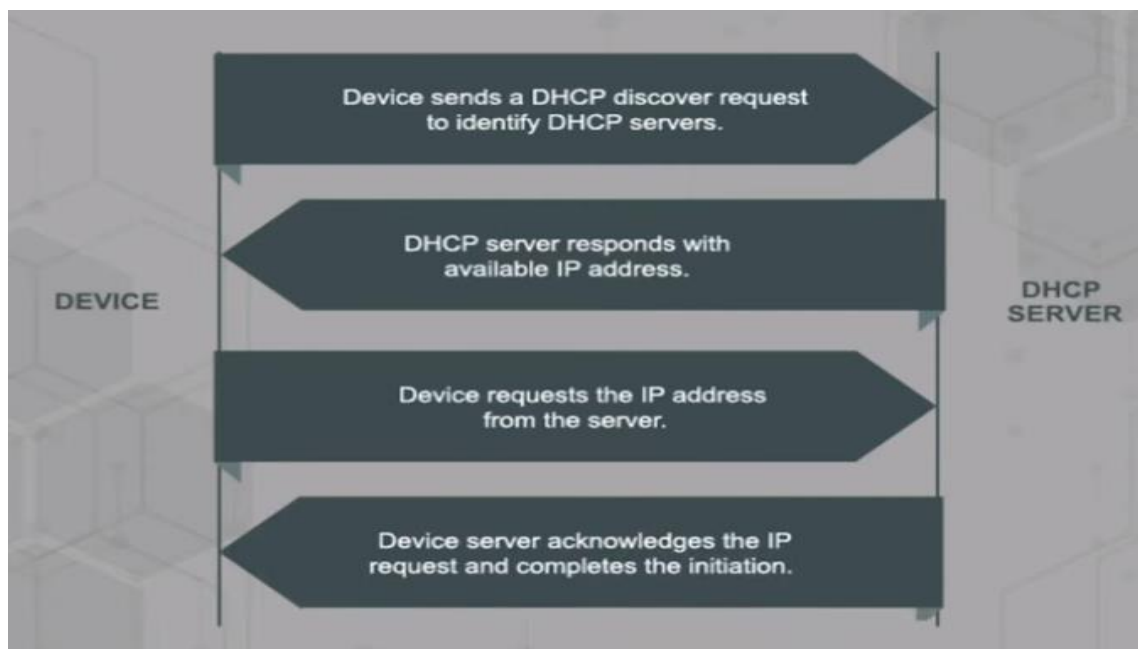 Device sends a DHCP discover request
to identify DHCP servers.
DHCP server responds with
available IP address.
DEVICE
DHCP
SERVER
Device requests the IP address
from the server.
Device server acknowledges the IP
request and completes the initiation.